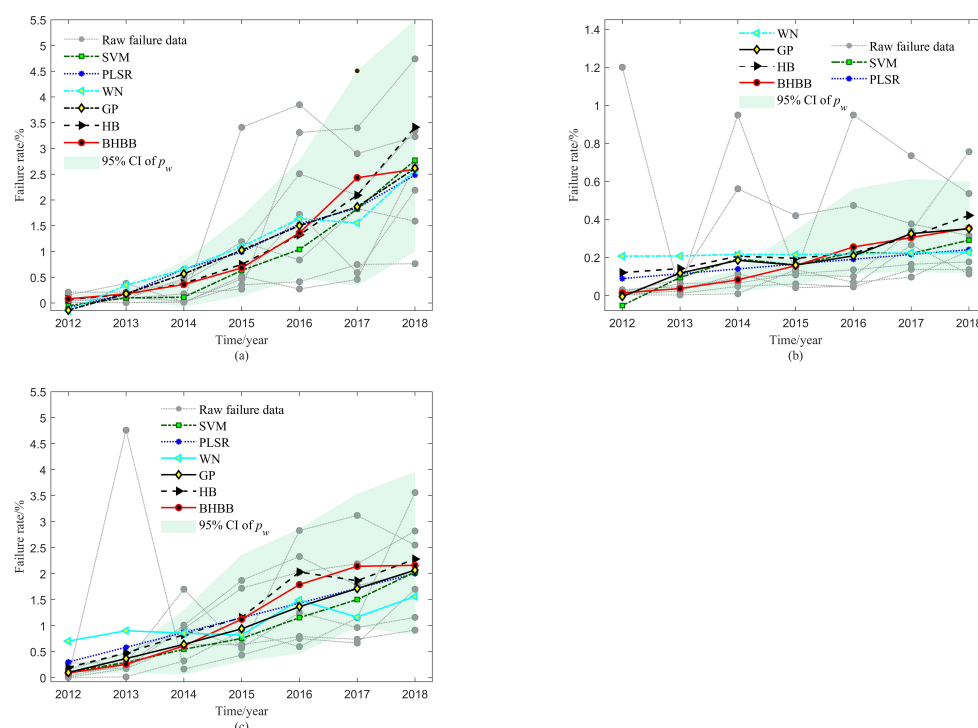 5.5
5
4.5
4
3.5
3
2.5
2
1.5
1
0.5
0
Failure rate/%
Raw failure data
SVM
PLSR
WN
GP
HB
BHBB
95% CI of p_w
2012 2013 2014 2015 2016 2017 2018
Time/year
(a)
1.4
1.2
1
0.8
0.6
0.4
0.2
0
Failure rate/%
WN
GP
HB
BHBB
95% CI of p_w
Raw failure data
SVM
PLSR
2012 2013 2014 2015 2016 2017 2018
Time/year
(b)
5.5
5
4.5
4
3.5
3
2.5
2
1.5
1
0.5
0
Failure rate/%
Raw failure data
SVM
PLSR
WN
GP
HB
BHBB
95% CI of p_w
2012 2013 2014 2015 2016 2017 2018
Time/year
(c)